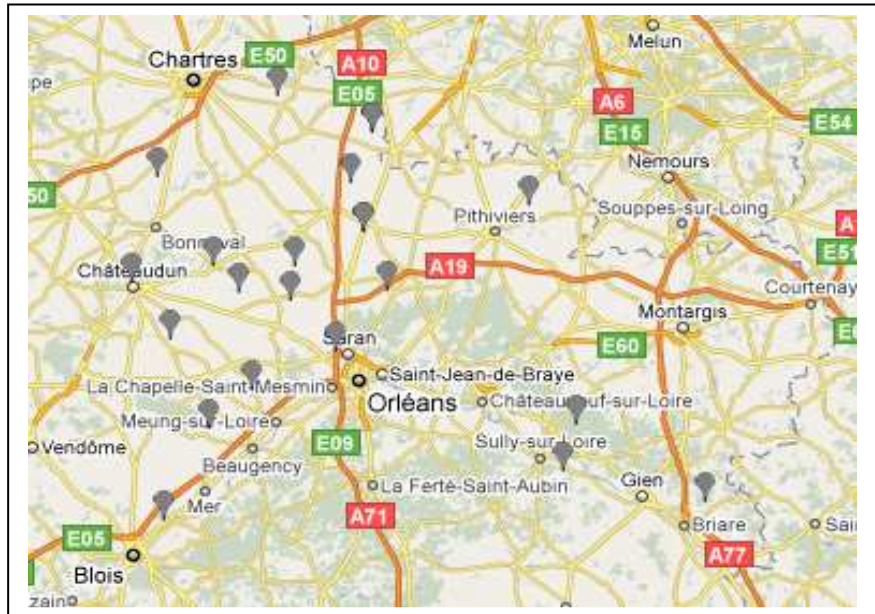 Melun
Chartres
E50
A10
E05
A6
E54
E15
Nemours
Pithiviers
Souppes-sur-Loing
Bonneval
E51
A19
Châteaudun
Courtenay
Montargis
Saran
E60
Saint-Jean-de-Braye
La Chapelle-Saint-Mesmin
Orléans
Châteauneuf-sur-Loire
Meung-sur-Loire
Vendôme
E09
Sully-sur-Loire
Beaugency
Mer
La Ferté-Saint-Aubin
Gien
A71
Briare
E05
A77
Blois